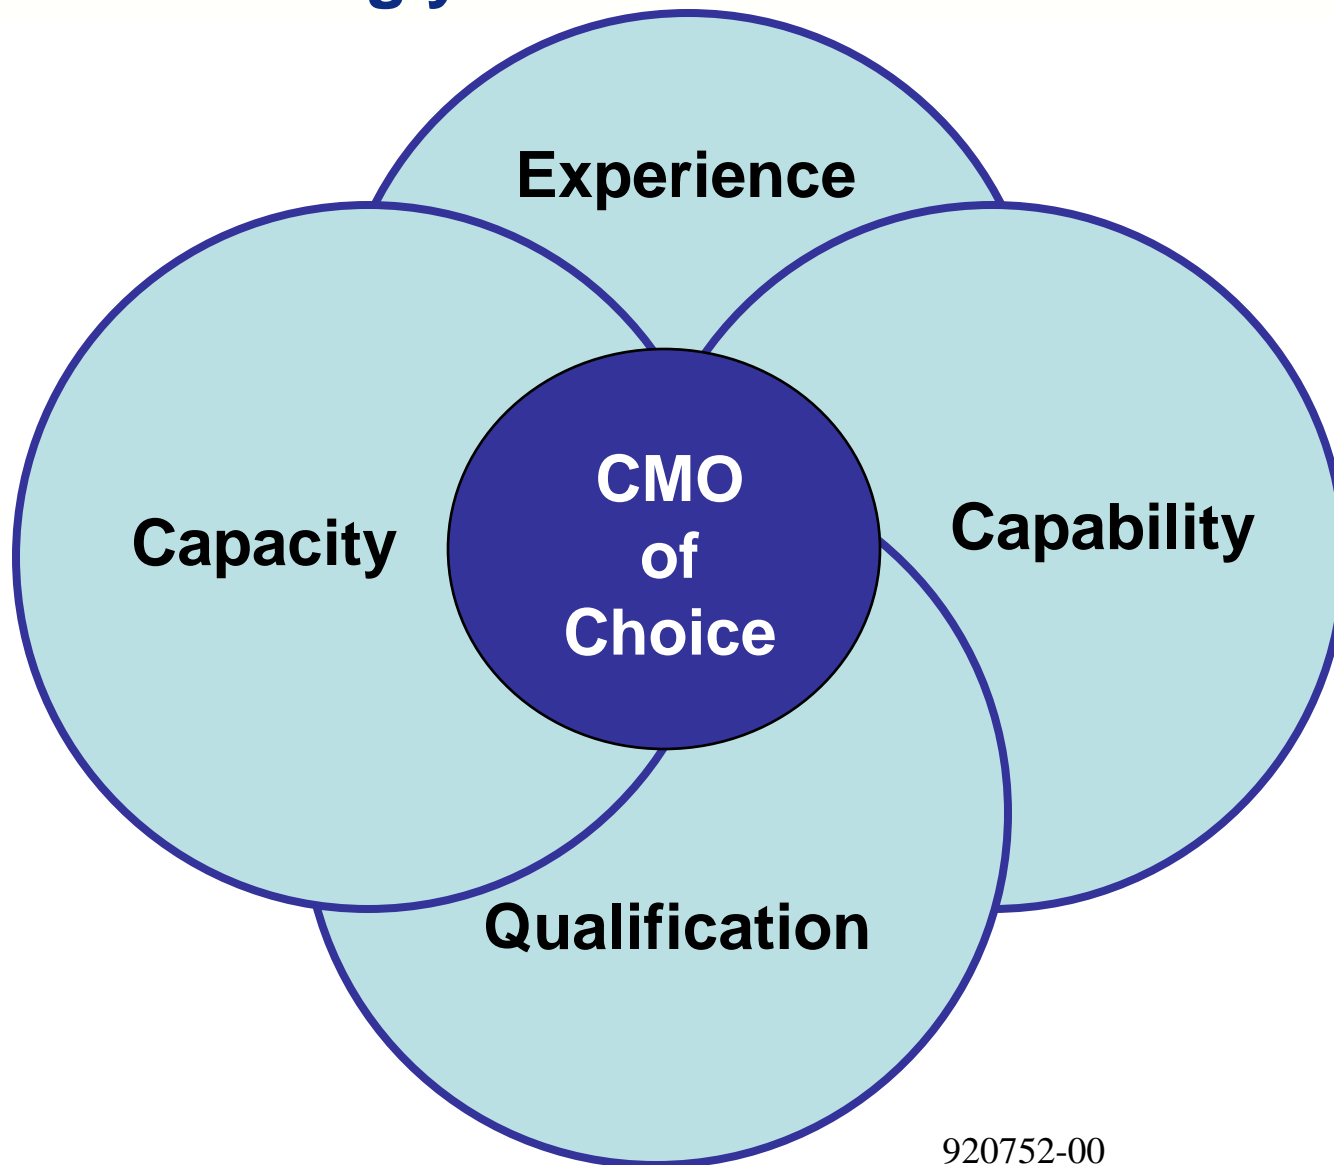 Experience
Capacity
CMO
of
Choice
Capability
Qualification
920752-00